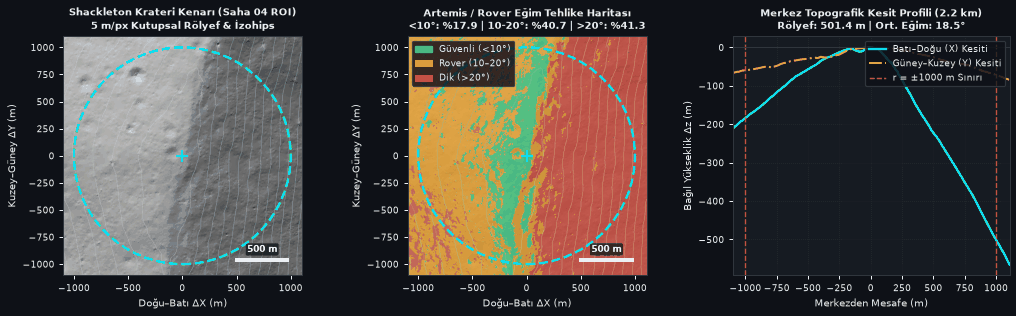 Shackleton Krateri Kenarı (Saha 04 ROI)
5 m/px Kutupsal Rölyef & İzohips
1000
750
500
250
0
−250
−500
−750
−1000
Kuzey–Güney ΔY (m)
500 m
−1000
−500
0
500
1000
Doğu–Batı ΔX (m)
Artemis / Rover Eğim Tehlike Haritası
<10°: %17.9 | 10-20°: %40.7 | >20°: %41.3
Güvenli (<10°)
Rover (10–20°)
Dik (>20°)
1000
750
500
250
0
−250
−500
−750
−1000
Kuzey–Güney ΔY (m)
500 m
−1000
−500
0
500
1000
Doğu–Batı ΔX (m)
Merkez Topografik Kesit Profili (2.2 km)
Rölyef: 501.4 m | Ort. Eğim: 18.5°
Batı–Doğu (X) Kesiti
Güney–Kuzey (Y) Kesiti
r = ±1000 m Sınırı
0
−100
−200
−300
−400
−500
Bağıl Yükseklik Δz (m)
−1000
−750
−500
−250
0
250
500
750
1000
Merkezden Mesafe (m)